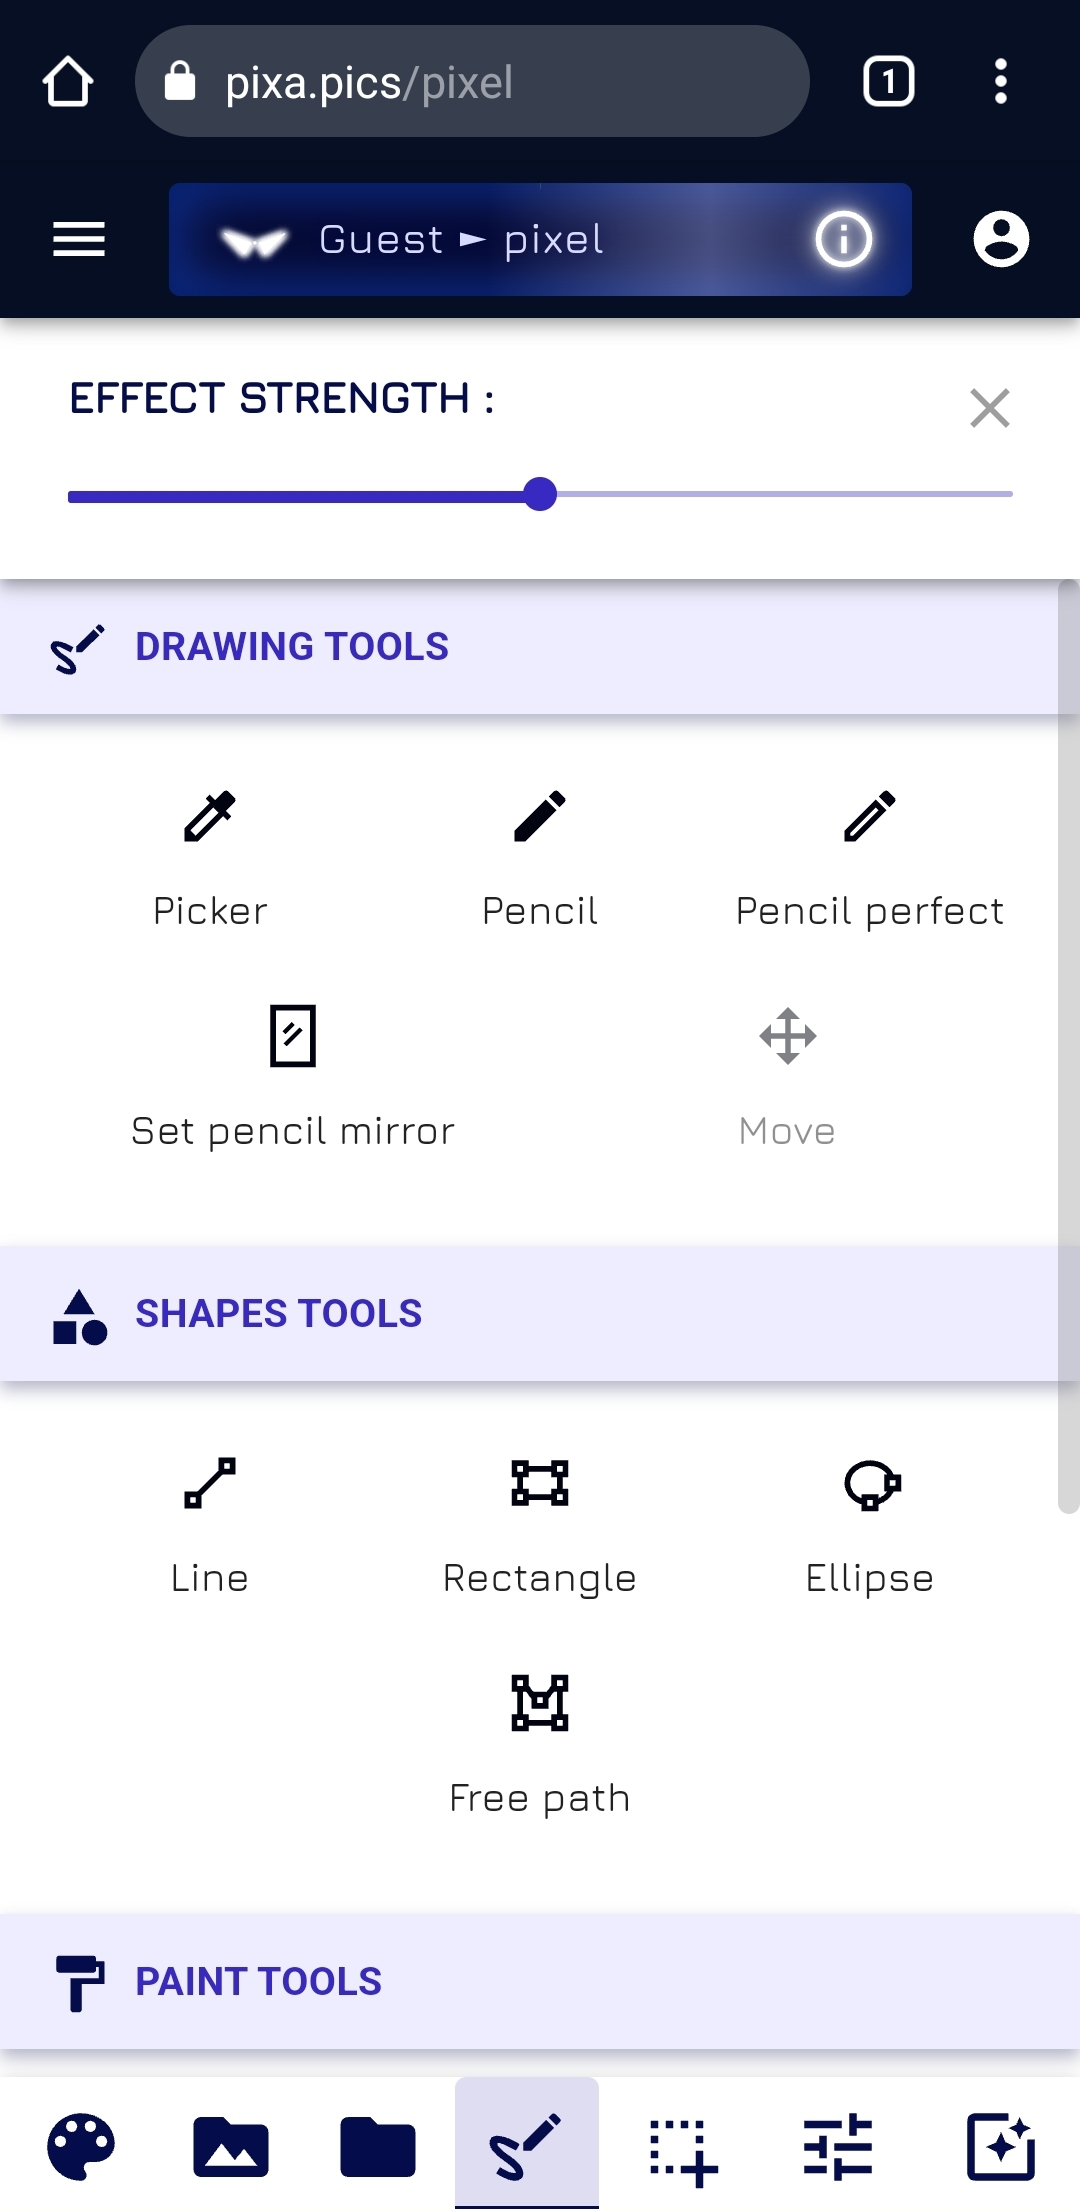 pixa.pics/pixel
1
Guest ► pixel
EFFECT STRENGTH :
DRAWING TOOLS
Picker
Pencil
Pencil perfect
Set pencil mirror
Move
SHAPES TOOLS
Line
Rectangle
Ellipse
Free path
PAINT TOOLS